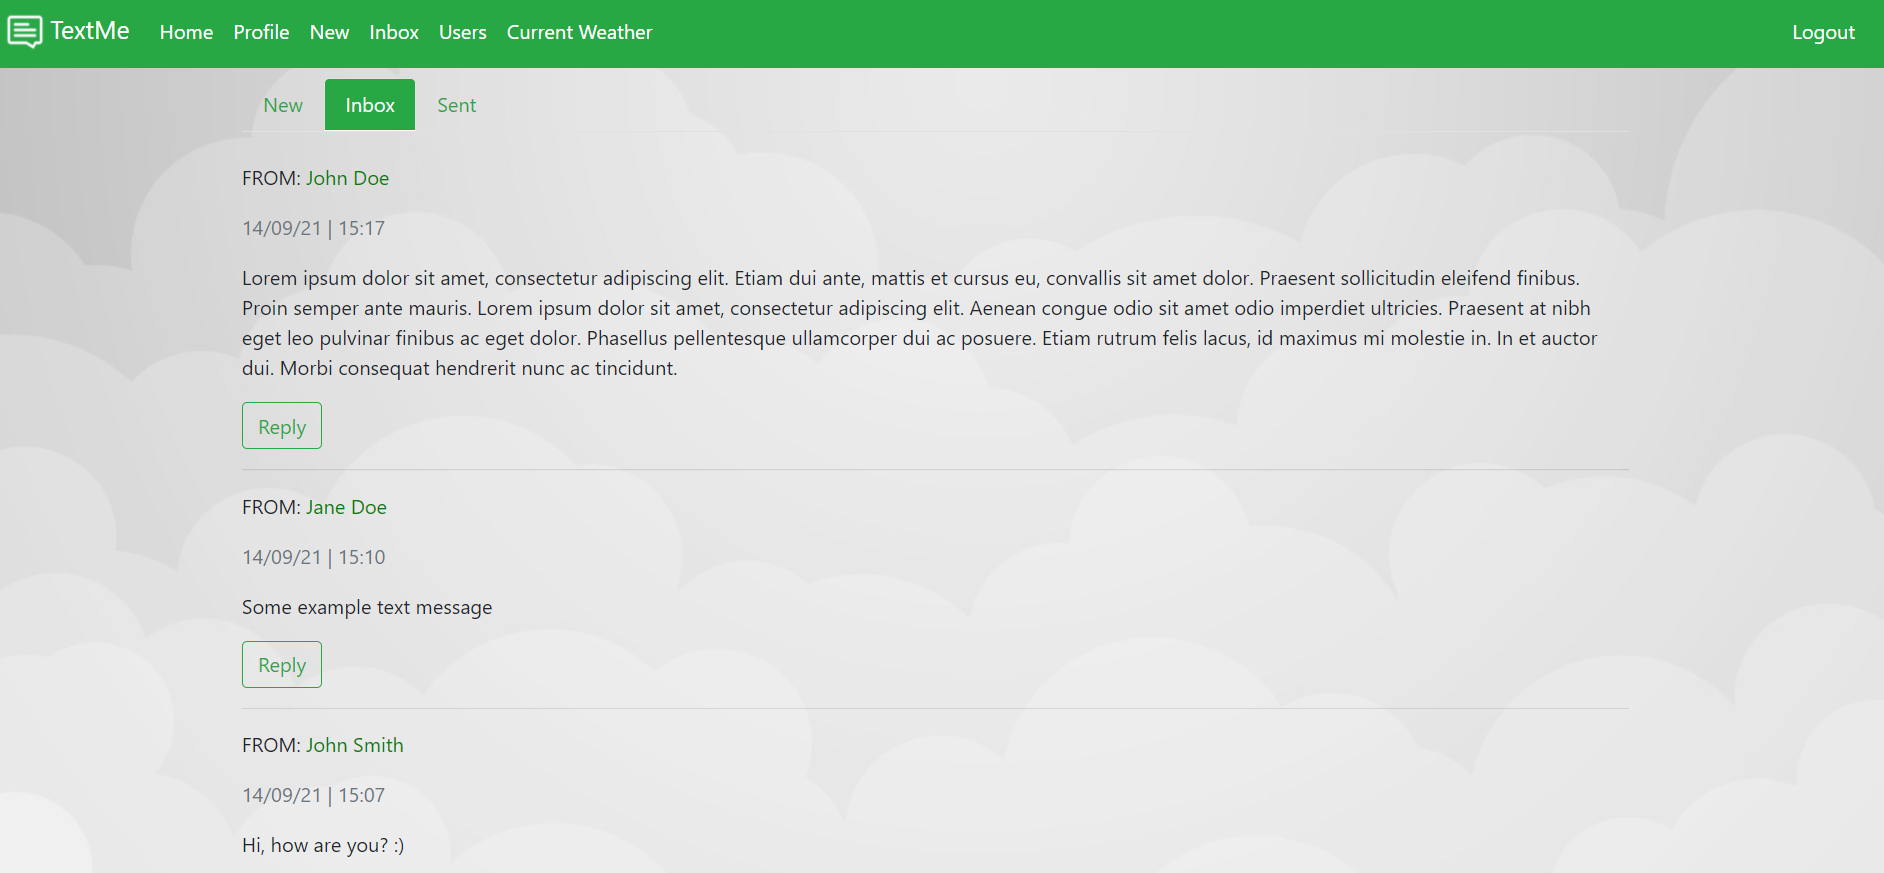 TextMe Home Profile New Inbox Users Current Weather Logout
New Inbox Sent
FROM: John Doe
14/09/21 | 15:17
Lorem ipsum dolor sit amet, consectetur adipiscing elit. Etiam dui ante, mattis et cursus eu, convallis sit amet dolor. Praesent sollicitudin eleifend finibus.
Proin semper ante mauris. Lorem ipsum dolor sit amet, consectetur adipiscing elit. Aenean congue odio sit amet odio imperdiet ultricies. Praesent at nibh
eget leo pulvinar finibus ac eget dolor. Phasellus pellentesque ullamcorper dui ac posuere. Etiam rutrum felis lacus, id maximus mi molestie in. In et auctor
dui. Morbi consequat hendrerit nunc ac tincidunt.
Reply
FROM: Jane Doe
14/09/21 | 15:10
Some example text message
Reply
FROM: John Smith
14/09/21 | 15:07
Hi, how are you? :)